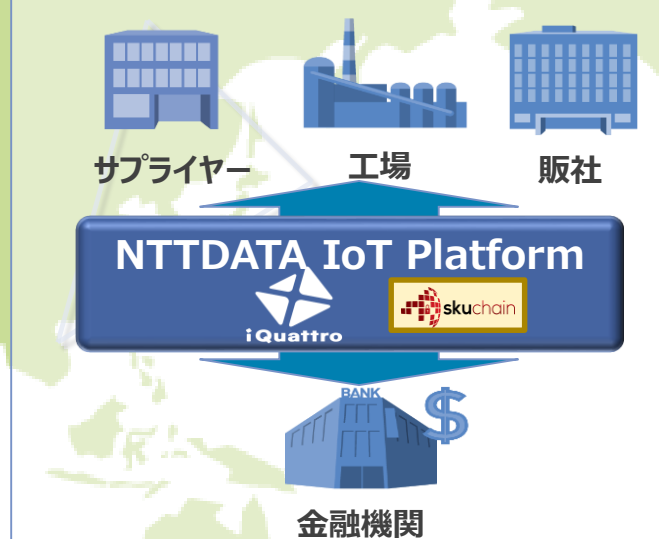 サプライヤー
工場
販社
NTTDATA IoT Platform
iQuattro
skuchain
BANK
$
金融機関